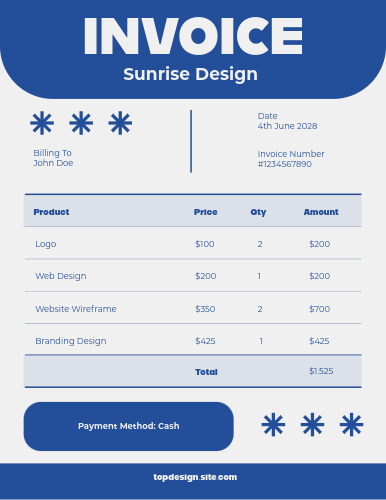 INVOICE
Sunrise Design
Billing To
John Doe
Date
4th June 2028
Invoice Number
#1234567890
Product Price Qty Amount
Logo $100 2 $200
Web Design $200 1 $200
Website Wireframe $350 2 $700
Branding Design $425 1 $425
Total $1.525
Payment Method: Cash
topdesign.site.com